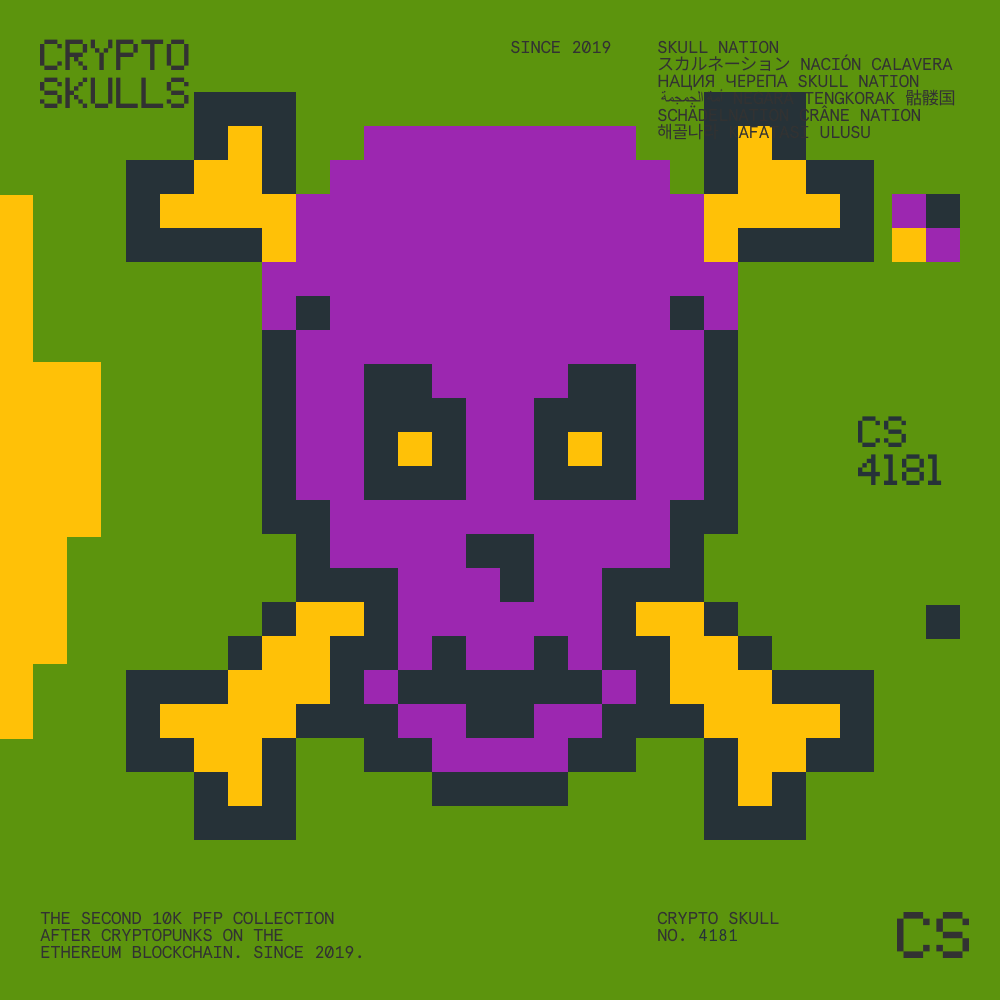 CRYPTO
SKULLS
SINCE 2019
SKULL NATION
スカルネーション NACIÓN CALAVERA
НАЦИЯ ЧЕРЕПА SKULL NATION
TENGKORAK 骷髅国
CRÂNE NATION
해골 ULUSU
CS
4181
THE SECOND 10K PFP COLLECTION
AFTER CRYPTOPUNKS ON THE
ETHEREUM BLOCKCHAIN. SINCE 2019.
CRYPTO SKULL
NO. 4181
CS